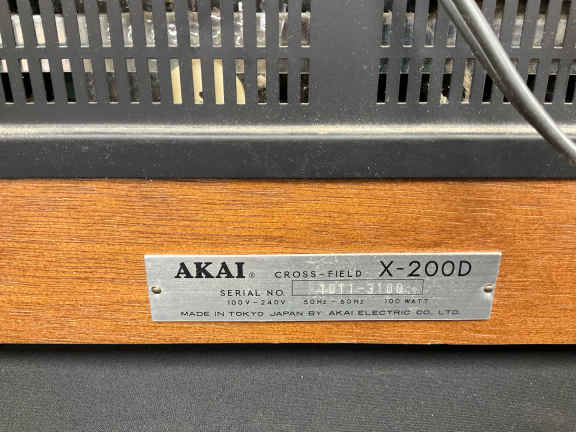 AKAI® CROSS-FIELD X-200D
SERIAL NO.
100V-240V 50Hz-60Hz 100 WATT
MADE IN TOKYO JAPAN BY AKAI ELECTRIC CO., LTD.